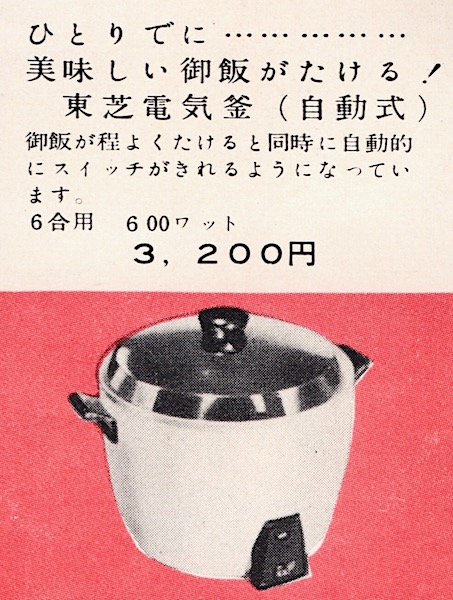 ひとりでに……………
美味しい御飯がたける！
東芝電気釜（自動式）
御飯が程よくたけると同時に自動的
にスイッチがきれるようになってい
ます。
6合用　600ワット
3,200円